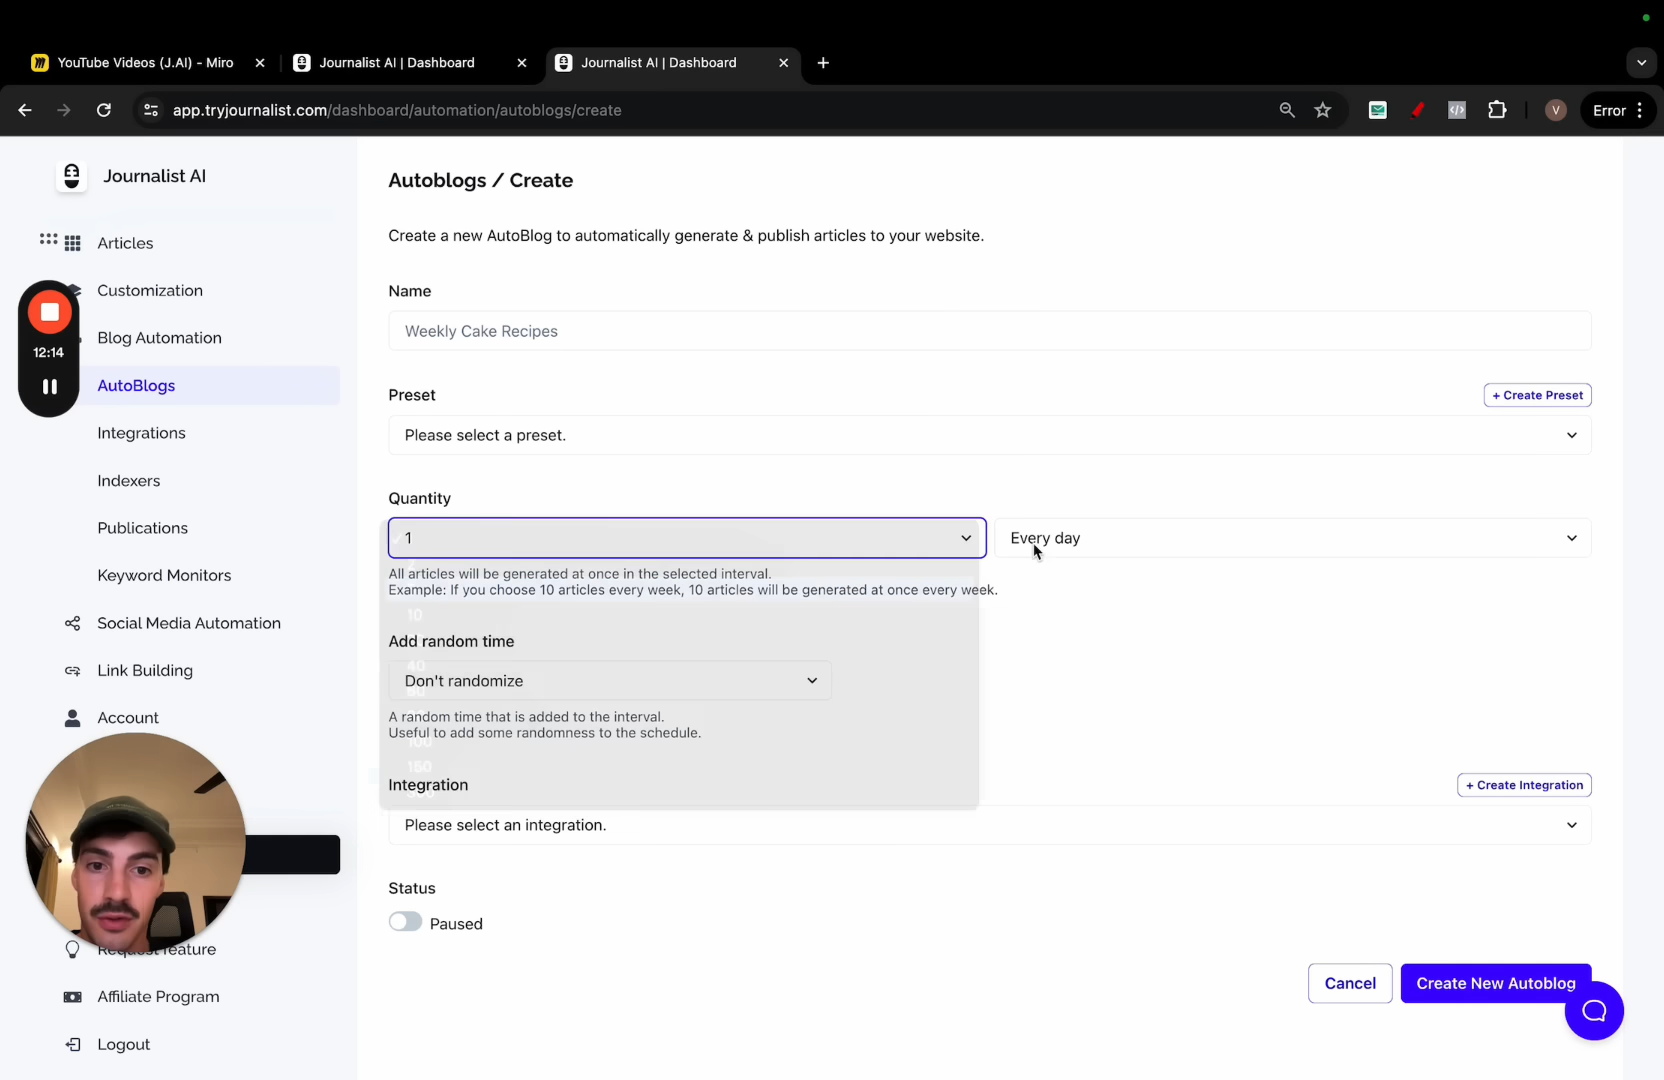 YouTube Videos (J.AI) - Miro
Journalist AI | Dashboard
Journalist AI | Dashboard
app.tryjournalist.com/dashboard/automation/autoblogs/create
V
Error
Journalist AI
Articles
Customization
Blog Automation
AutoBlogs
Integrations
Indexers
Publications
Keyword Monitors
Social Media Automation
Link Building
Account
Request feature
Affiliate Program
Logout
12:14
Autoblogs / Create
Create a new AutoBlog to automatically generate & publish articles to your website.
Name
Weekly Cake Recipes
Preset
+ Create Preset
Please select a preset.
Quantity
1
Every day
All articles will be generated at once in the selected interval.
Example: If you choose 10 articles every week, 10 articles will be generated at once every week.
10
Add random time
40
Don't randomize
A random time that is added to the interval.
Useful to add some randomness to the schedule.
100
150
Integration
+ Create Integration
Please select an integration.
Status
Paused
Cancel
Create New Autoblog